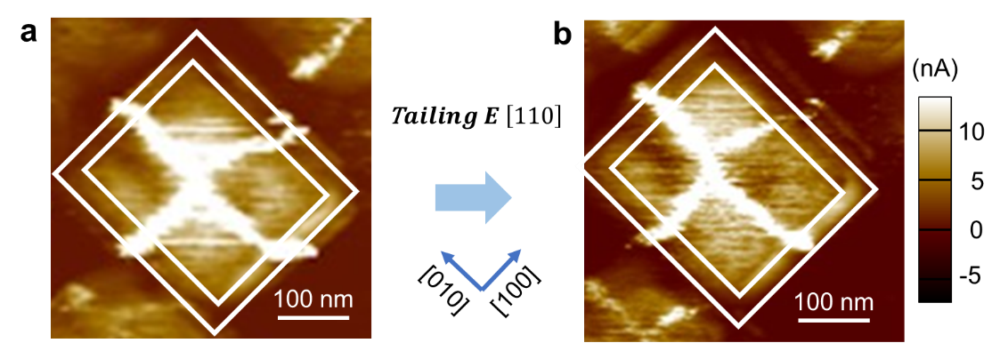 a
b
(nA)
Tailing E [110]
10
5
0
-5
[010]
[100]
100 nm
100 nm